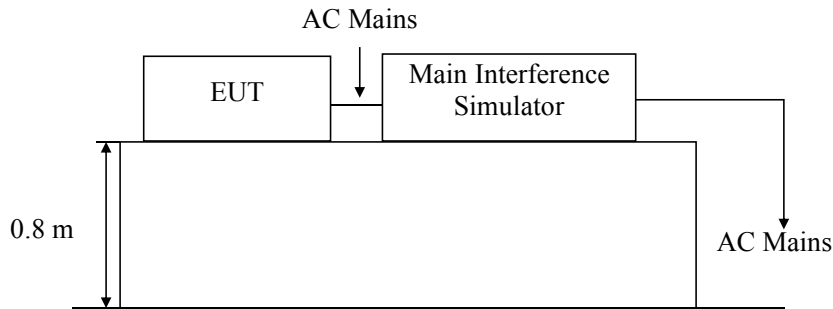 AC Mains
EUT
Main Interference
Simulator
0.8 m
AC Mains